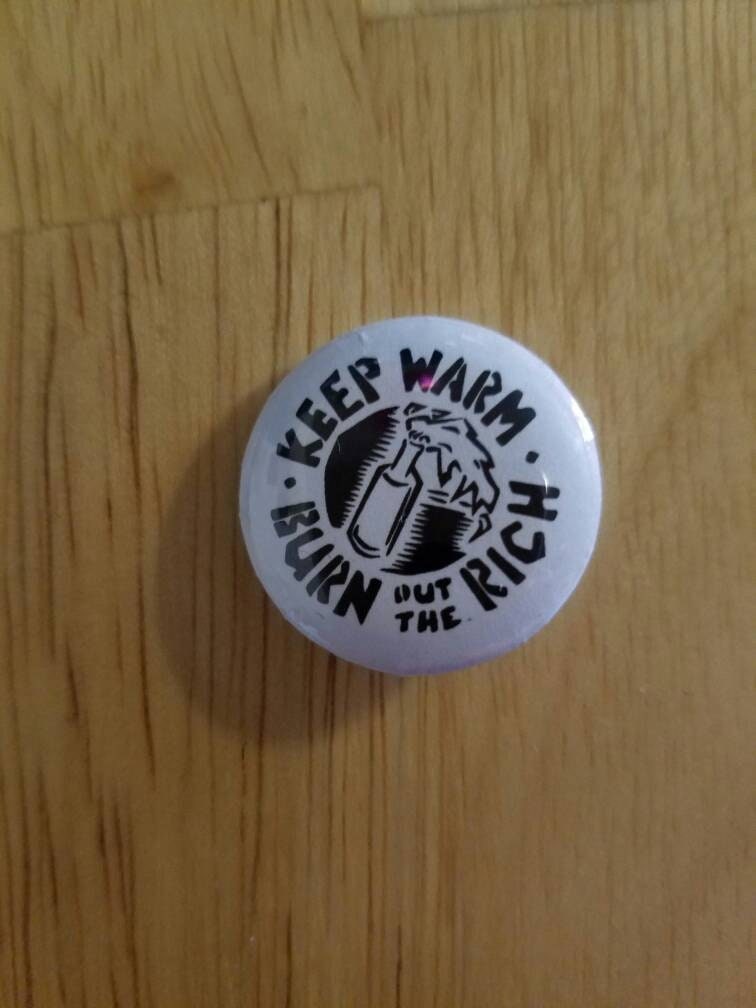 · KEEP WARM ·
BURN OUT THE RICH